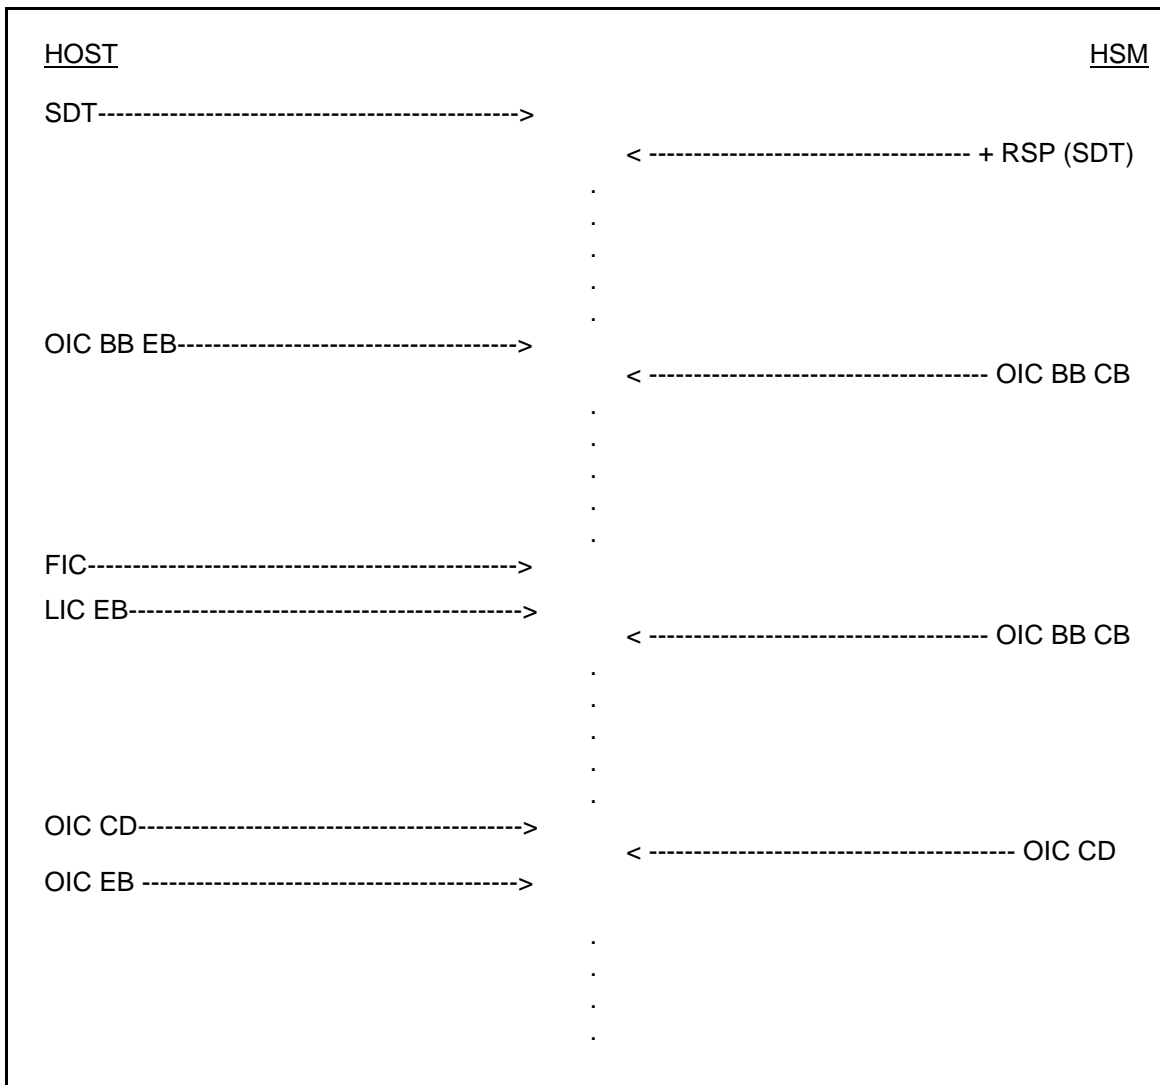 HOST HSM
SDT----------------------------------------------->
< ------------------------------------ + RSP (SDT)
.
.
.
.
.
OIC BB EB-------------------------------------->
< -------------------------------------- OIC BB CB
.
.
.
.
.
FIC------------------------------------------------>
LIC EB-------------------------------------------->
< -------------------------------------- OIC BB CB
.
.
.
.
.
OIC CD------------------------------------------->
< ----------------------------------------- OIC CD
OIC EB ------------------------------------------>
.
.
.
.